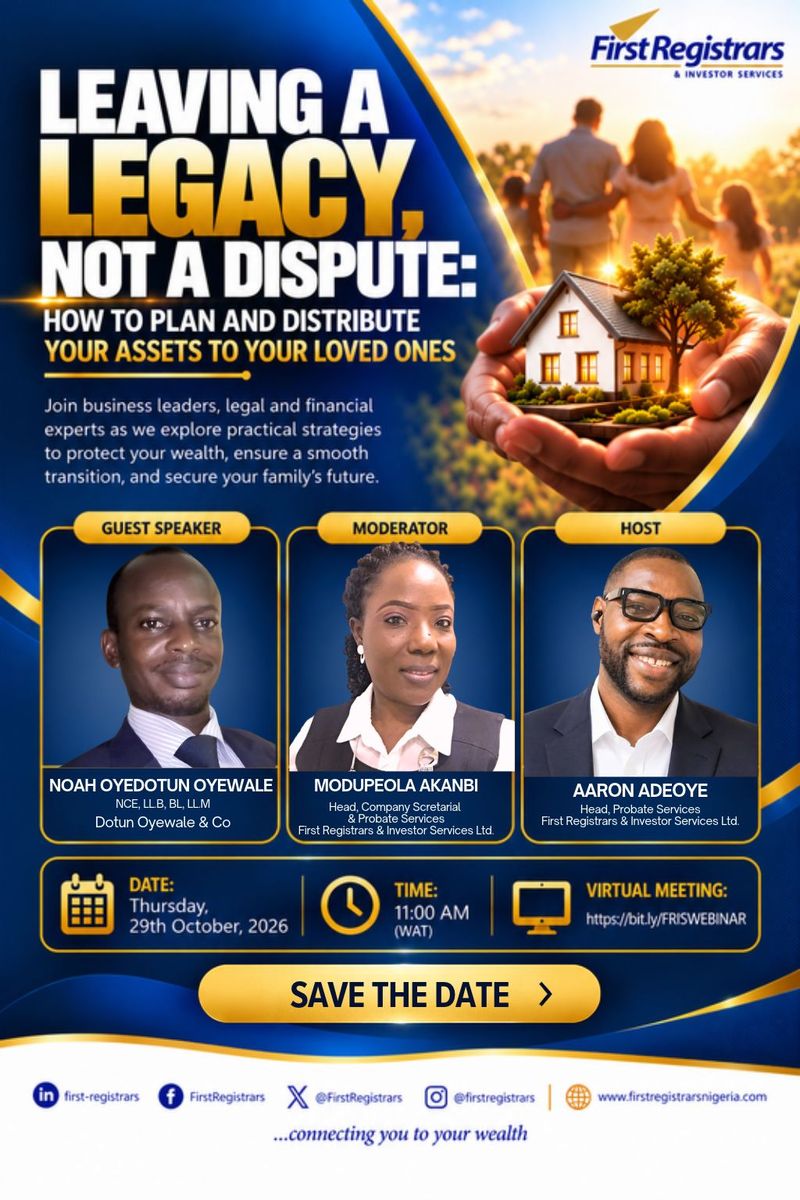 First Registrars
& INVESTOR SERVICES
LEAVING A
LEGACY,
NOT A DISPUTE:
HOW TO PLAN AND DISTRIBUTE
YOUR ASSETS TO YOUR LOVED ONES
Join business leaders, legal and financial
experts as we explore practical strategies
to protect your wealth, ensure a smooth
transition, and secure your family's future.
GUEST SPEAKER
NOAH OYEDOTUN OYEWALE
NCE, LL.B, BL, LL.M
Dotun Oyewale & Co
MODERATOR
MODUPEOLA AKANBI
Head, Company Scretarial
& Probate Services
First Registrars & Investor Services Ltd.
HOST
AARON ADEOYE
Head, Probate Services
First Registrars & Investor Services Ltd.
DATE:
Thursday,
29th October, 2026
TIME:
11:00 AM
(WAT)
VIRTUAL MEETING:
https://bit.ly/FRISWEBINAR
SAVE THE DATE
first-registrars
FirstRegistrars
@FirstRegistrars
@firstregistrars
www.firstregistrarsnigeria.com
...connecting you to your wealth